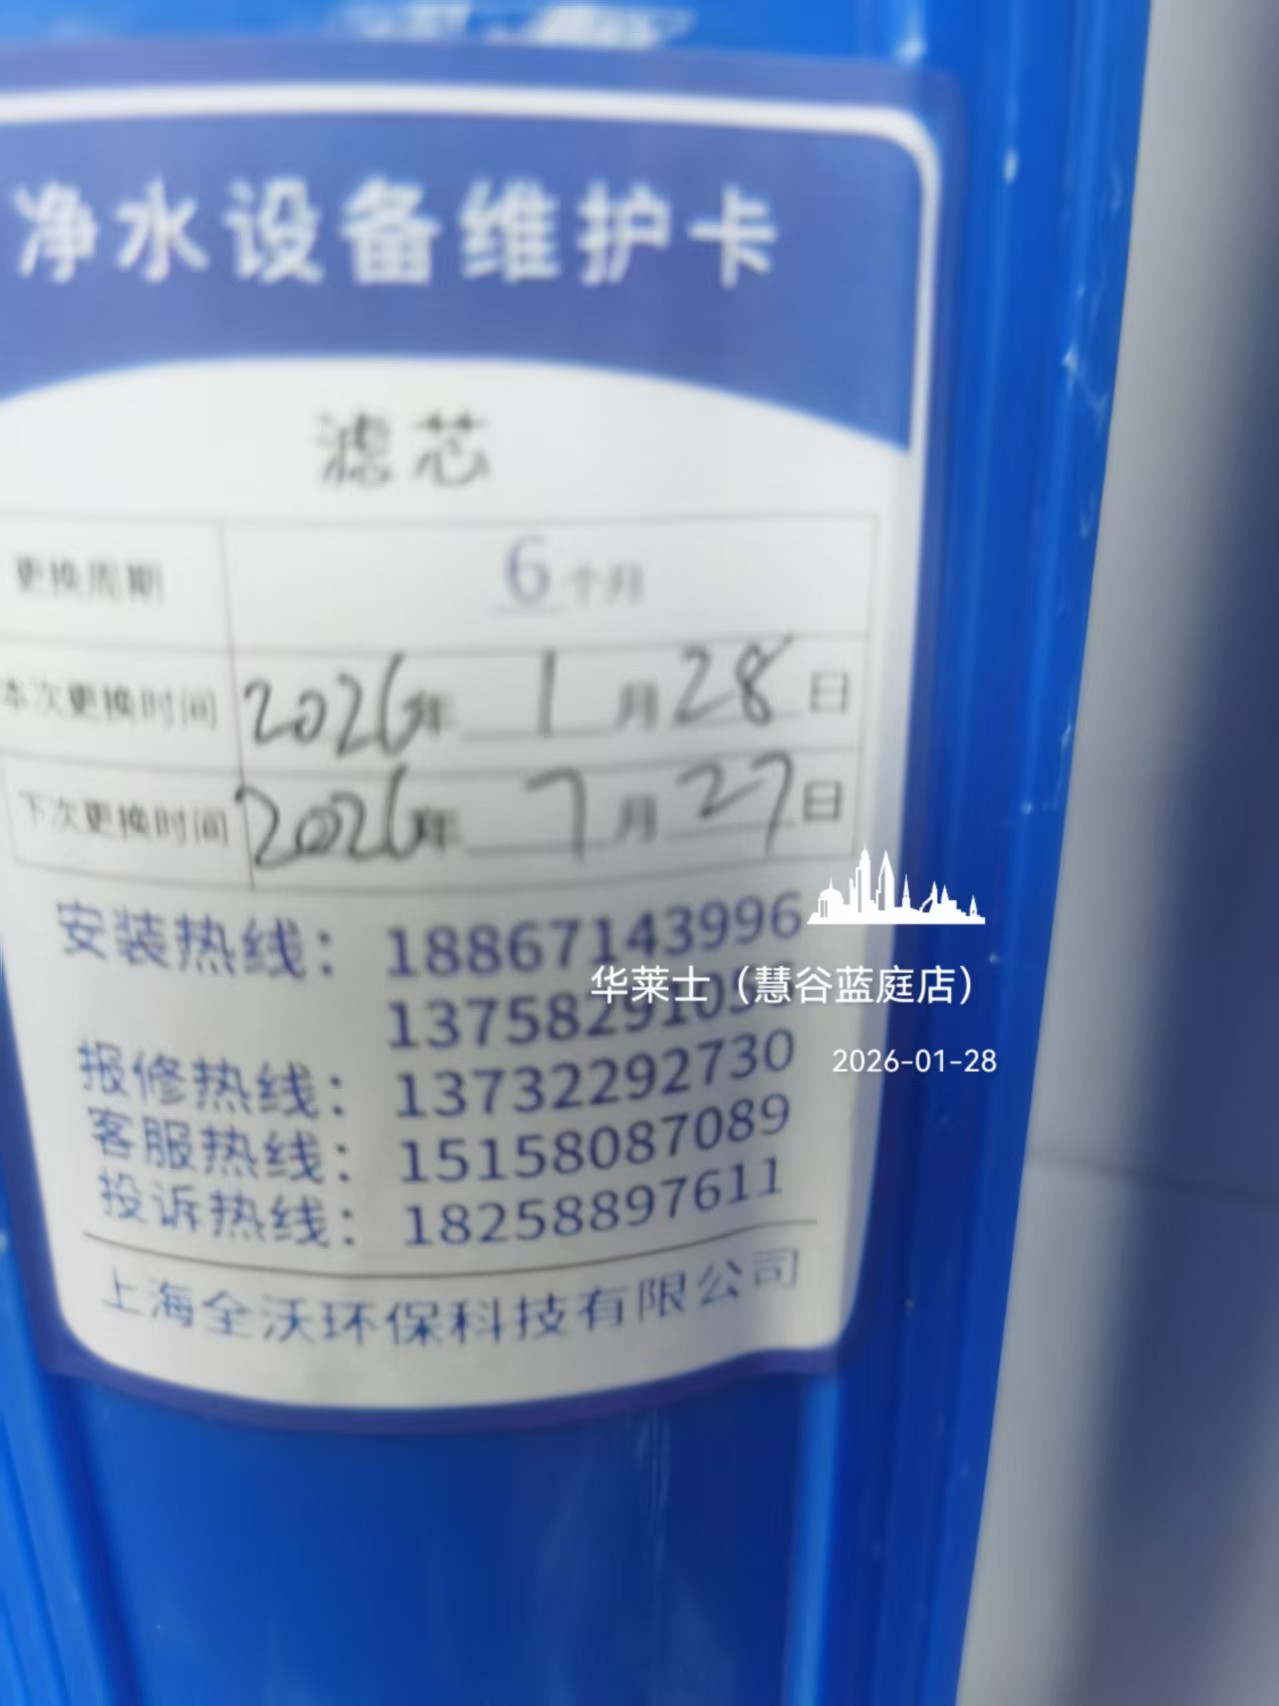 净水设备维护卡
滤芯
更换周期 6个月
本次更换时间 2026年 1月28日
下次更换时间 2026年 7月27日
安装热线：18867143996
华莱士（慧谷蓝庭店）
报修热线：13732292730
2026-01-28
客服热线：15158087089
投诉热线：18258897611
上海全沃环保科技有限公司